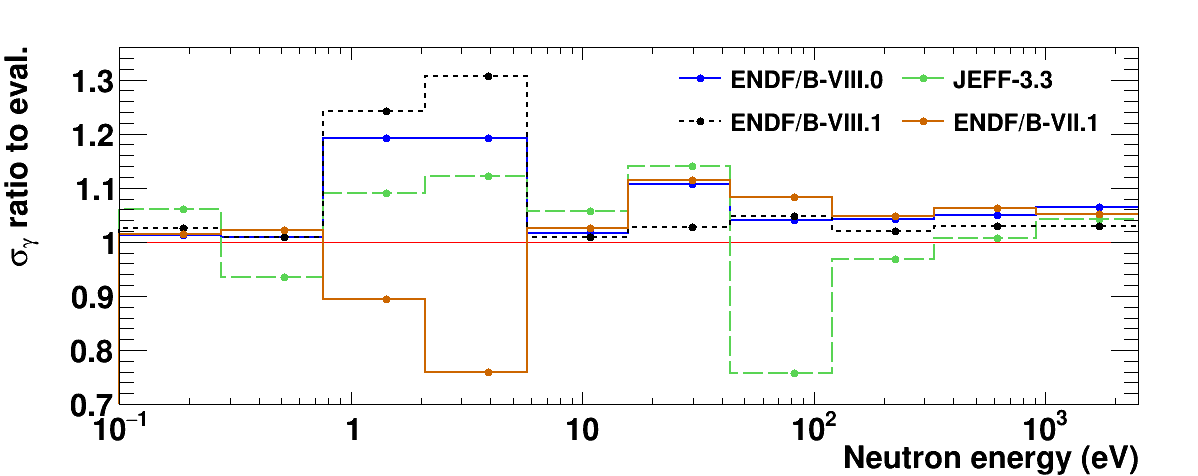 σγ ratio to eval.
1.3
1.2
1.1
1
0.9
0.8
0.7
ENDF/B-VIII.0
JEFF-3.3
ENDF/B-VIII.1
ENDF/B-VII.1
10−1
1
10
102
103
Neutron energy (eV)